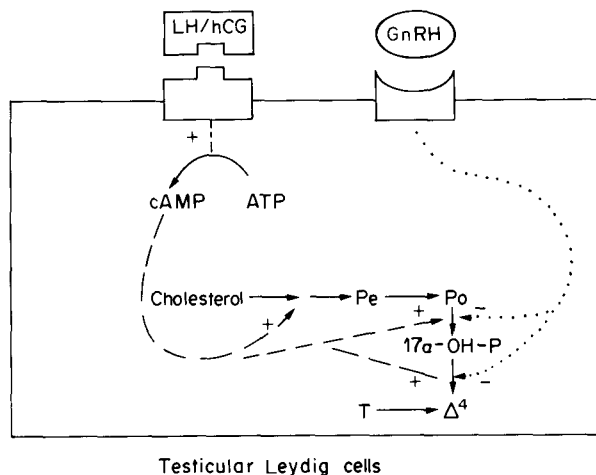 LH/hCG
GnRH
+
cAMP ATP
Cholesterol Pe Po
+ + -
17α-OH-P
+ -
T Δ⁴
Testicular Leydig cells